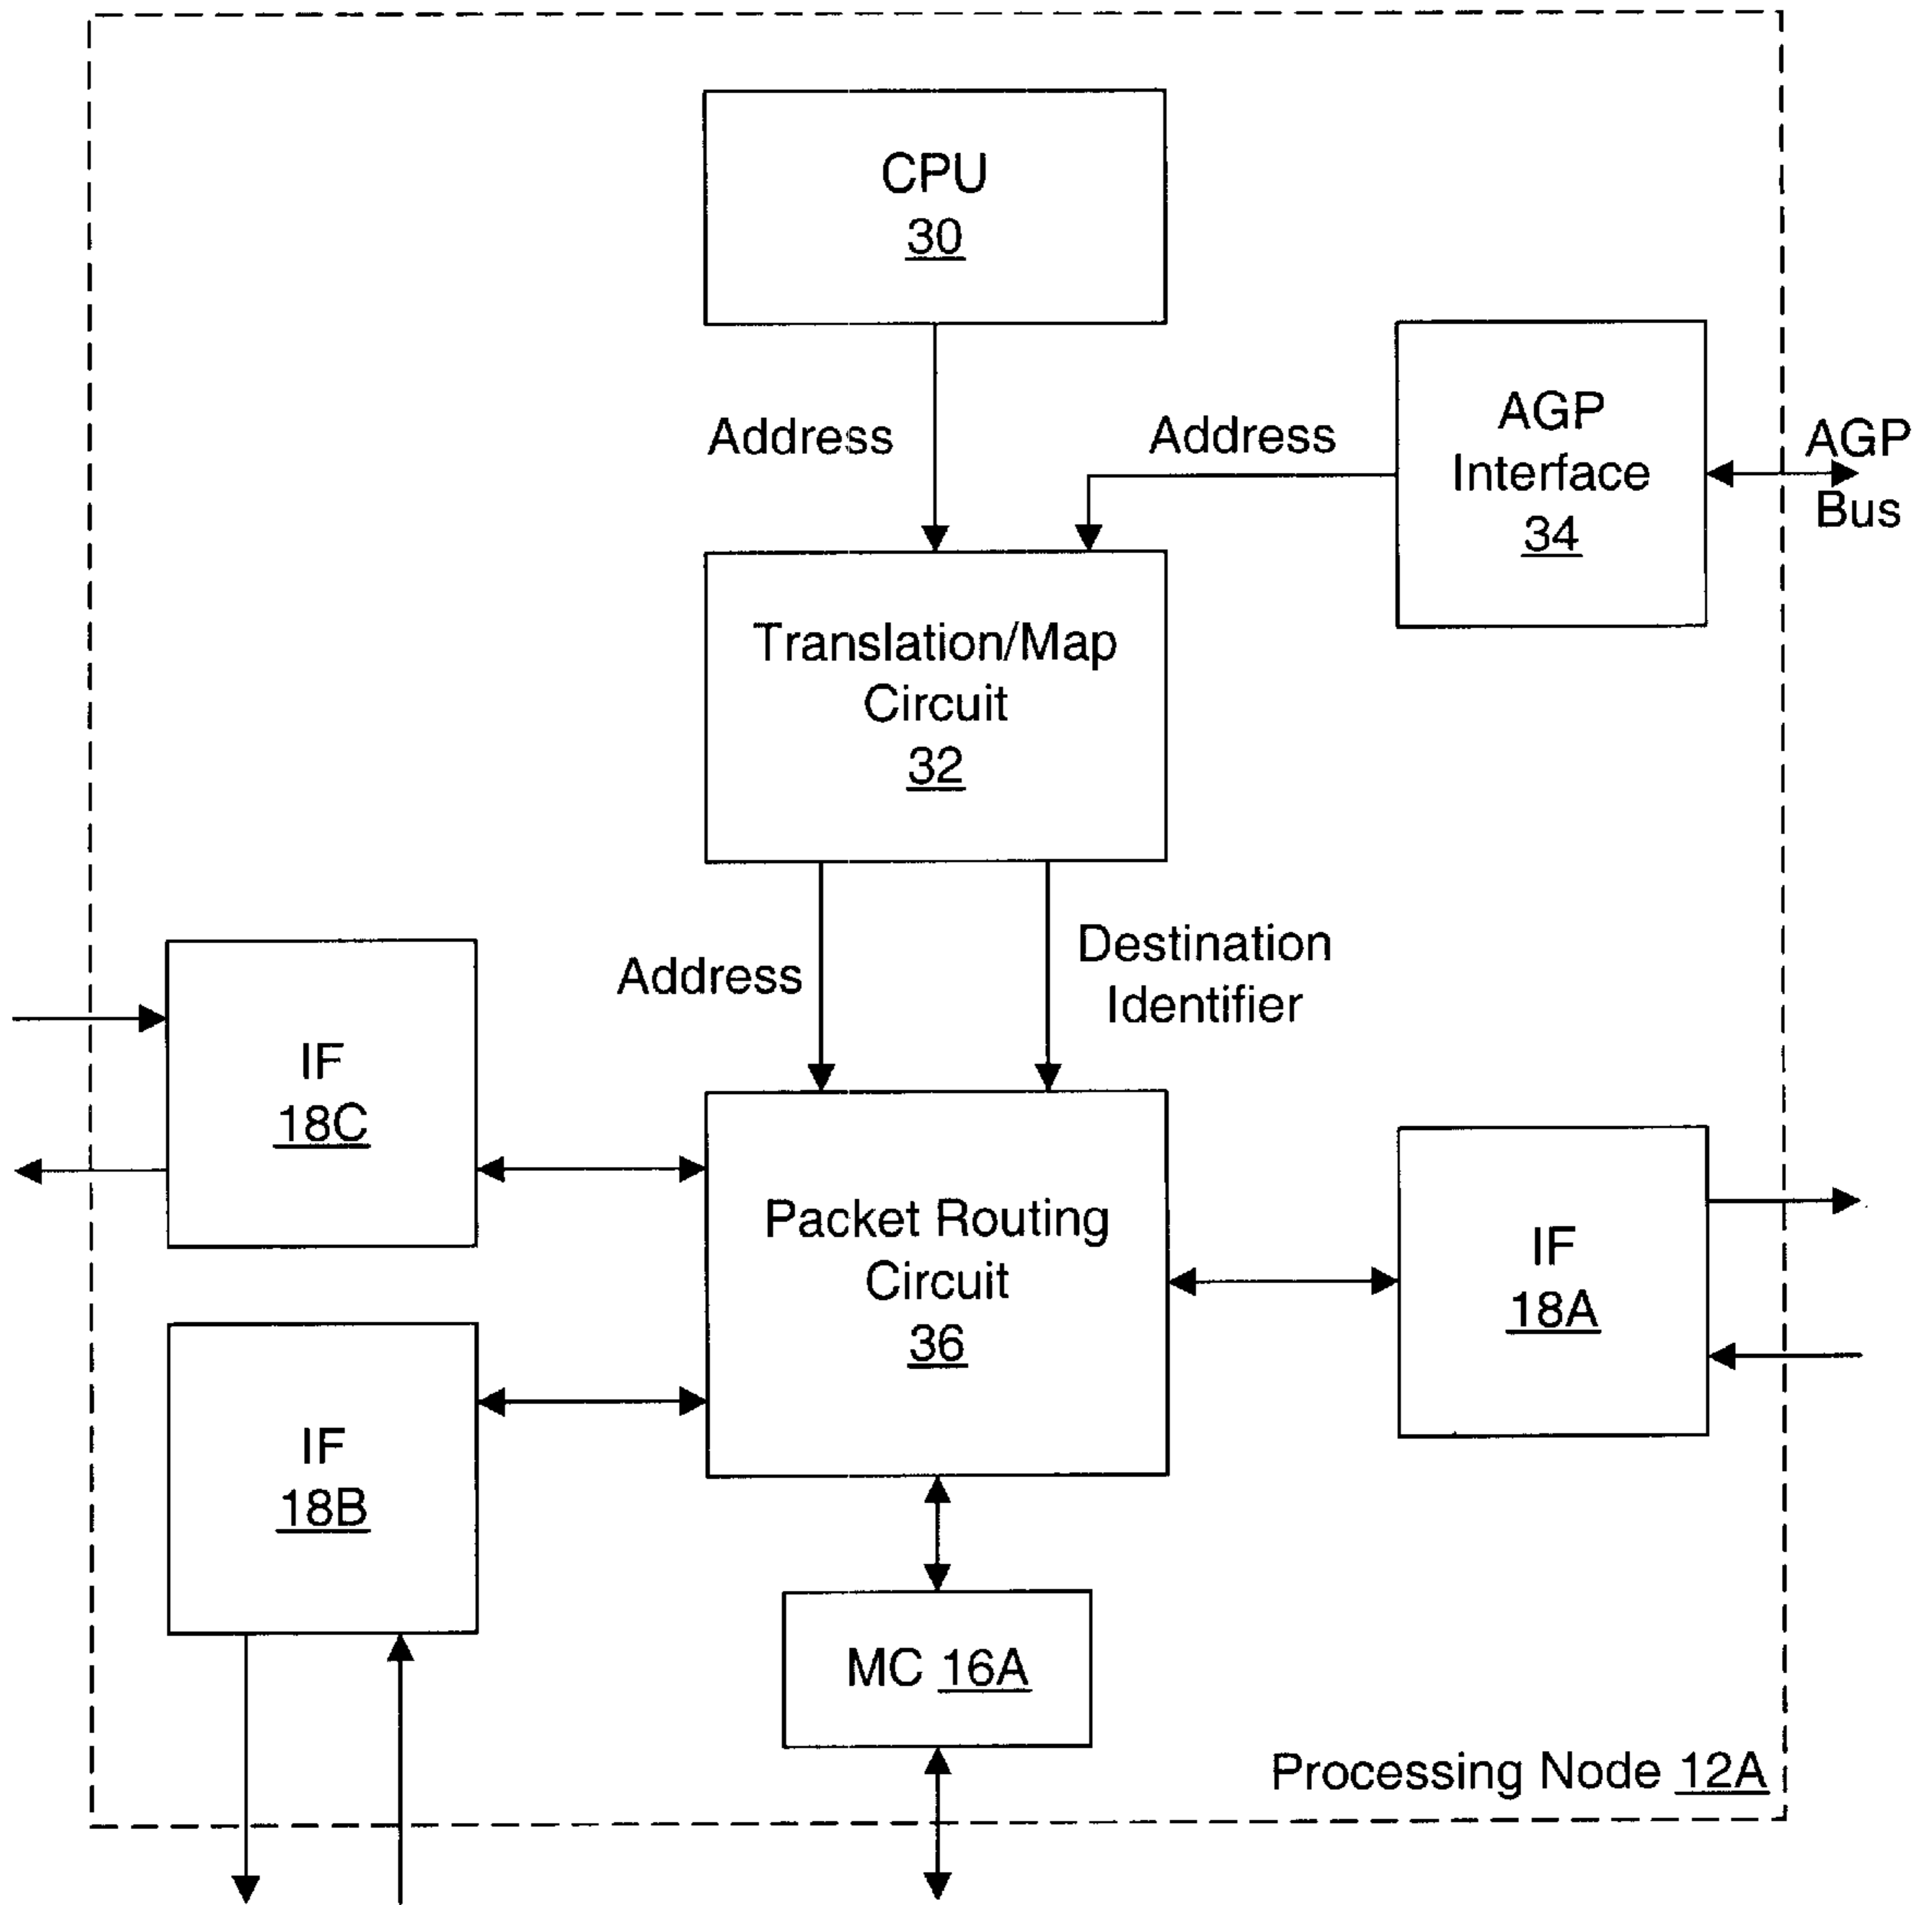 CPU
30
Address
Address
AGP
Interface
34
AGP
Bus
Translation/Map
Circuit
32
Address
Destination
Identifier
IF
18C
Packet Routing
Circuit
36
IF
18A
IF
18B
MC 16A
Processing Node 12A